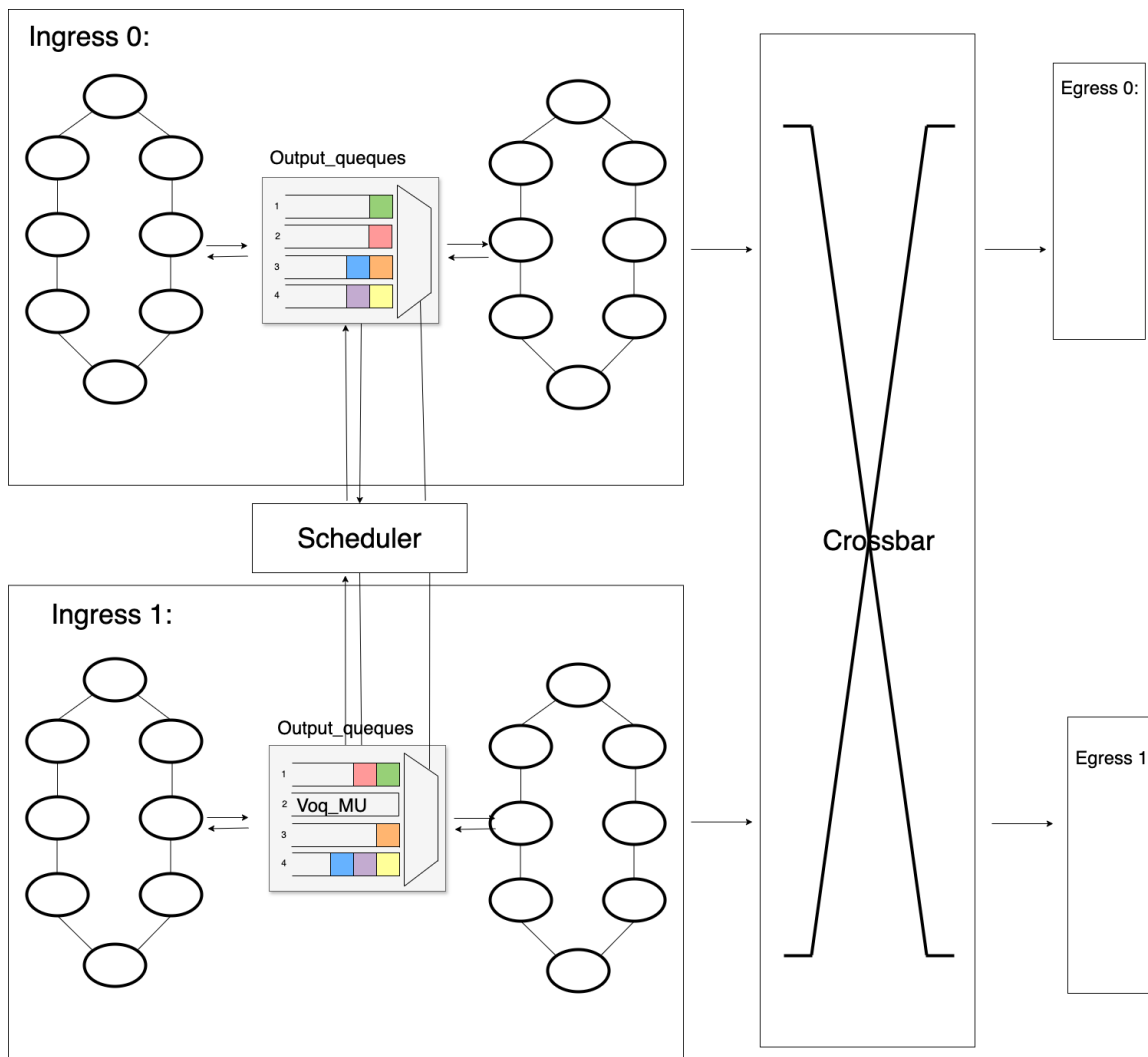 Ingress 0:
Egress 0:
Output_queques
1
2
3
4
Scheduler
Crossbar
Ingress 1:
Output_queques
Egress 1
1
2 Voq_MU
3
4